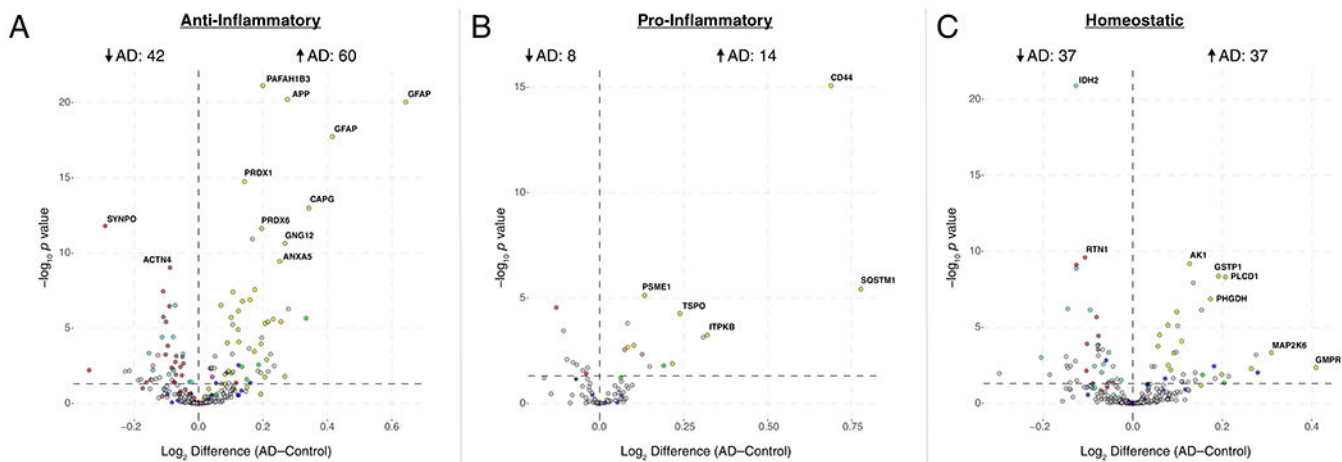 A
Anti-Inflammatory
↓AD: 42
↑AD: 60
PAFAH1B3
APP
GFAP
GFAP
PRDX1
CAPG
SYNPO
PRDX6
GNG12
ACTN4
ANXA5
20
15
10
5
0
−log₁₀ p value
−0.2
0.0
0.2
0.4
0.6
Log₂ Difference (AD−Control)
B
Pro-Inflammatory
↓AD: 8
↑AD: 14
CD44
PSME1
SQSTM1
TSPO
ITPKB
15
10
5
0
−log₁₀ p value
0.0
0.25
0.50
0.75
Log₂ Difference (AD−Control)
C
Homeostatic
↓AD: 37
↑AD: 37
IDH2
RTN1
AK1
GSTP1
PLCD1
PHGDH
MAP2K6
GMPR
20
15
10
5
0
−log₁₀ p value
−0.2
0.0
0.2
0.4
Log₂ Difference (AD−Control)